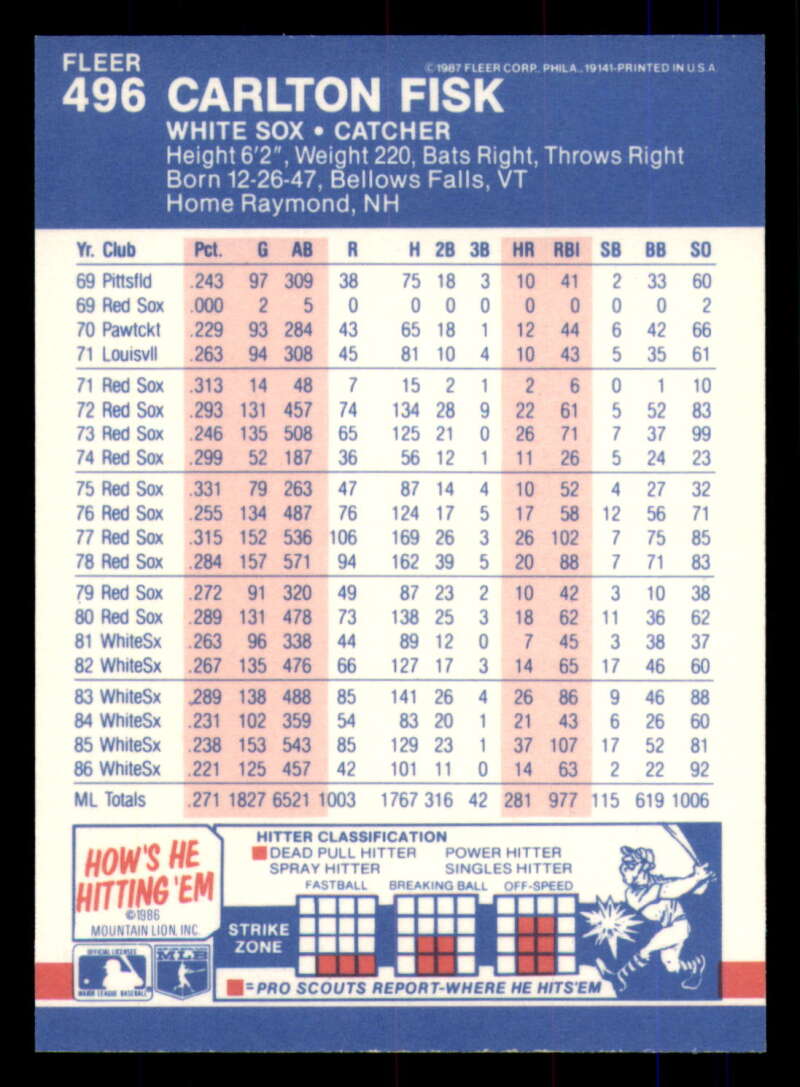 FLEER
©1987 FLEER CORP., PHILA., 19141-PRINTED IN U.S.A.
496 CARLTON FISK
WHITE SOX • CATCHER
Height 6'2", Weight 220, Bats Right, Throws Right
Born 12-26-47, Bellows Falls, VT
Home Raymond, NH
Yr. Club Pct. G AB R H 2B 3B HR RBI SB BB SO
69 Pittsfld .243 97 309 38 75 18 3 10 41 2 33 60
69 Red Sox .000 2 5 0 0 0 0 0 0 0 0 2
70 Pawtckt .229 93 284 43 65 18 1 12 44 6 42 66
71 Louisvll .263 94 308 45 81 10 4 10 43 5 35 61
71 Red Sox .313 14 48 7 15 2 1 2 6 0 1 10
72 Red Sox .293 131 457 74 134 28 9 22 61 5 52 83
73 Red Sox .246 135 508 65 125 21 0 26 71 7 37 99
74 Red Sox .299 52 187 36 56 12 1 11 26 5 24 23
75 Red Sox .331 79 263 47 87 14 4 10 52 4 27 32
76 Red Sox .255 134 487 76 124 17 5 17 58 12 56 71
77 Red Sox .315 152 536 106 169 26 3 26 102 7 75 85
78 Red Sox .284 157 571 94 162 39 5 20 88 7 71 83
79 Red Sox .272 91 320 49 87 23 2 10 42 3 10 38
80 Red Sox .289 131 478 73 138 25 3 18 62 11 36 62
81 WhiteSx .263 96 338 44 89 12 0 7 45 3 38 37
82 WhiteSx .267 135 476 66 127 17 3 14 65 17 46 60
83 WhiteSx .289 138 488 85 141 26 4 26 86 9 46 88
84 WhiteSx .231 102 359 54 83 20 1 21 43 6 26 60
85 WhiteSx .238 153 543 85 129 23 1 37 107 17 52 81
86 WhiteSx .221 125 457 42 101 11 0 14 63 2 22 92
ML Totals .271 1827 6521 1003 1767 316 42 281 977 115 619 1006
HOW'S HE
HITTING 'EM
©1986
MOUNTAIN LION, INC.
HITTER CLASSIFICATION
DEAD PULL HITTER POWER HITTER
SPRAY HITTER SINGLES HITTER
FASTBALL BREAKING BALL OFF-SPEED
STRIKE
ZONE
=PRO SCOUTS REPORT-WHERE HE HITS'EM
OFFICIAL LICENSEE
MAJOR LEAGUE BASEBALL
MLB